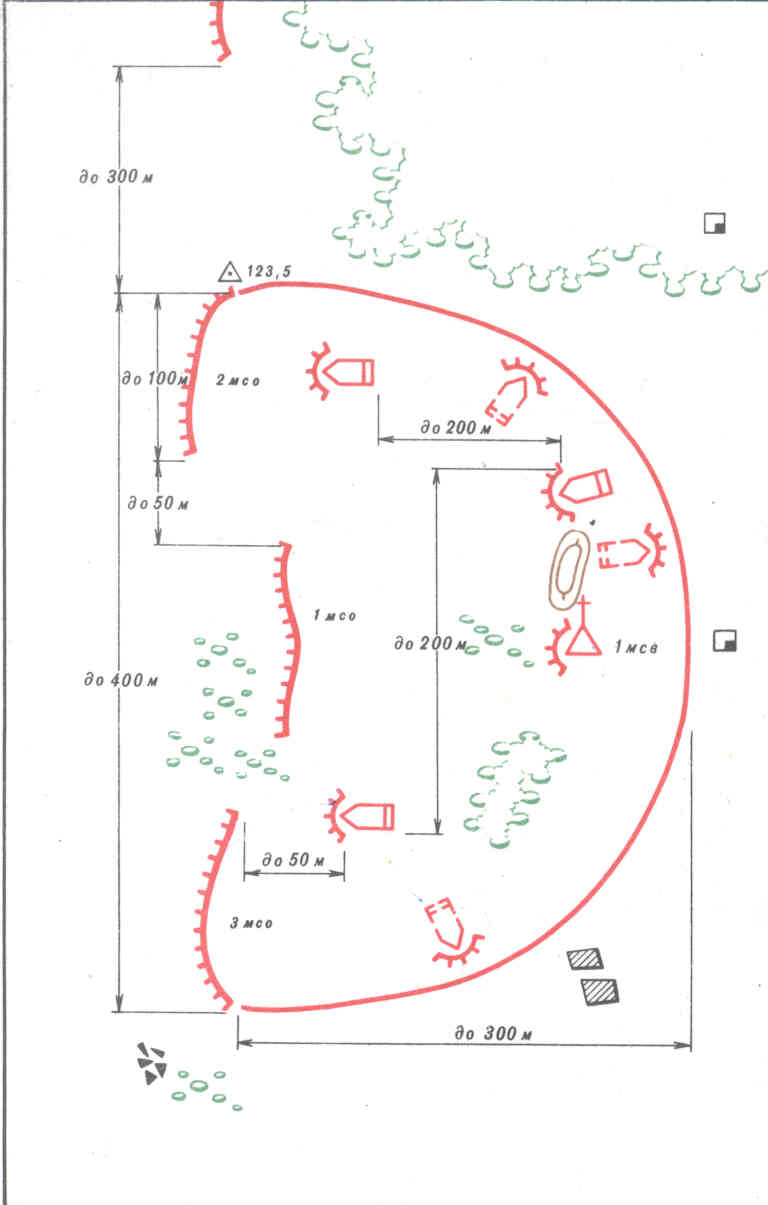 до 300 м
123,5
до 100 м
2 мсо
до 200 м
до 50 м
1 мсо
до 200 м
1 мсв
до 400 м
до 50 м
3 мсо
до 300 м